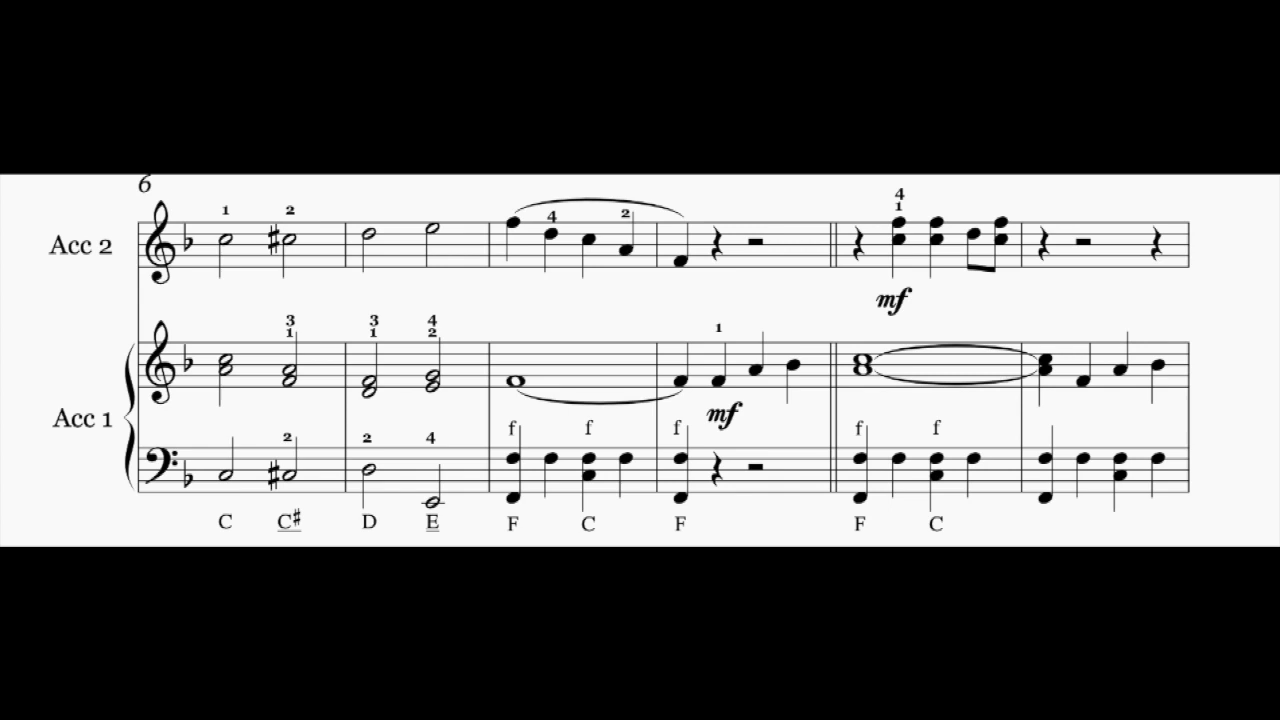 6
1 2 4 2 4
1
Acc 2
mf
3 3 4 1
1 1 2
Acc 1
mf
f f f f f
2 2 4
C C# D E F C F F C